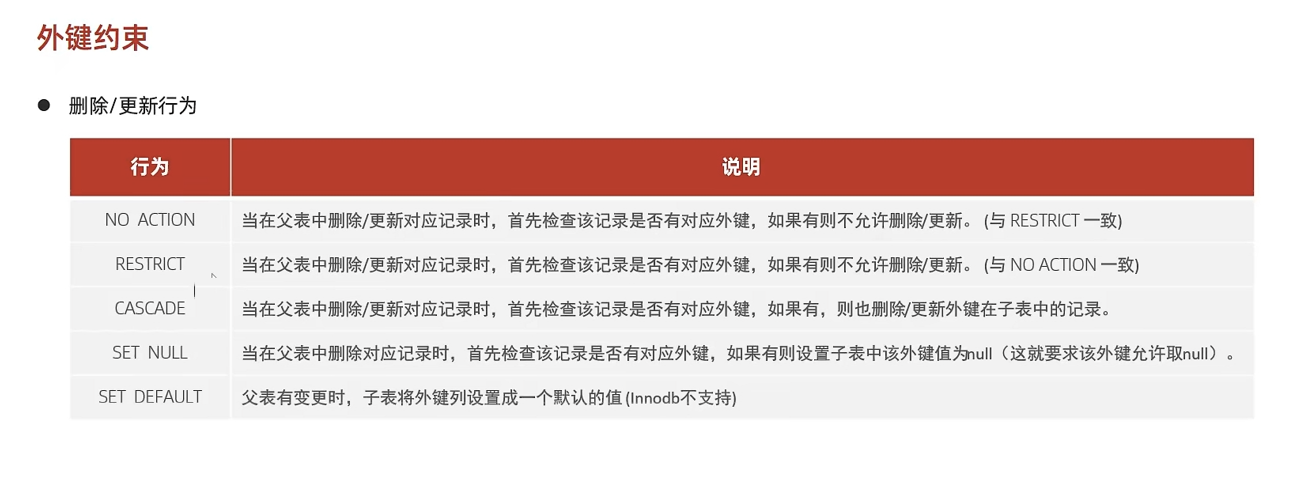 外键约束
删除/更新行为
行为 说明
NO ACTION 当在父表中删除/更新对应记录时，首先检查该记录是否有对应外键，如果有则不允许删除/更新。 (与 RESTRICT 一致)
RESTRICT 当在父表中删除/更新对应记录时，首先检查该记录是否有对应外键，如果有则不允许删除/更新。 (与 NO ACTION 一致)
CASCADE 当在父表中删除/更新对应记录时，首先检查该记录是否有对应外键，如果有，则也删除/更新外键在子表中的记录。
SET NULL 当在父表中删除对应记录时，首先检查该记录是否有对应外键，如果有则设置子表中该外键值为null（这就要求该外键允许取null）。
SET DEFAULT 父表有变更时，子表将外键列设置成一个默认的值 (Innodb不支持)